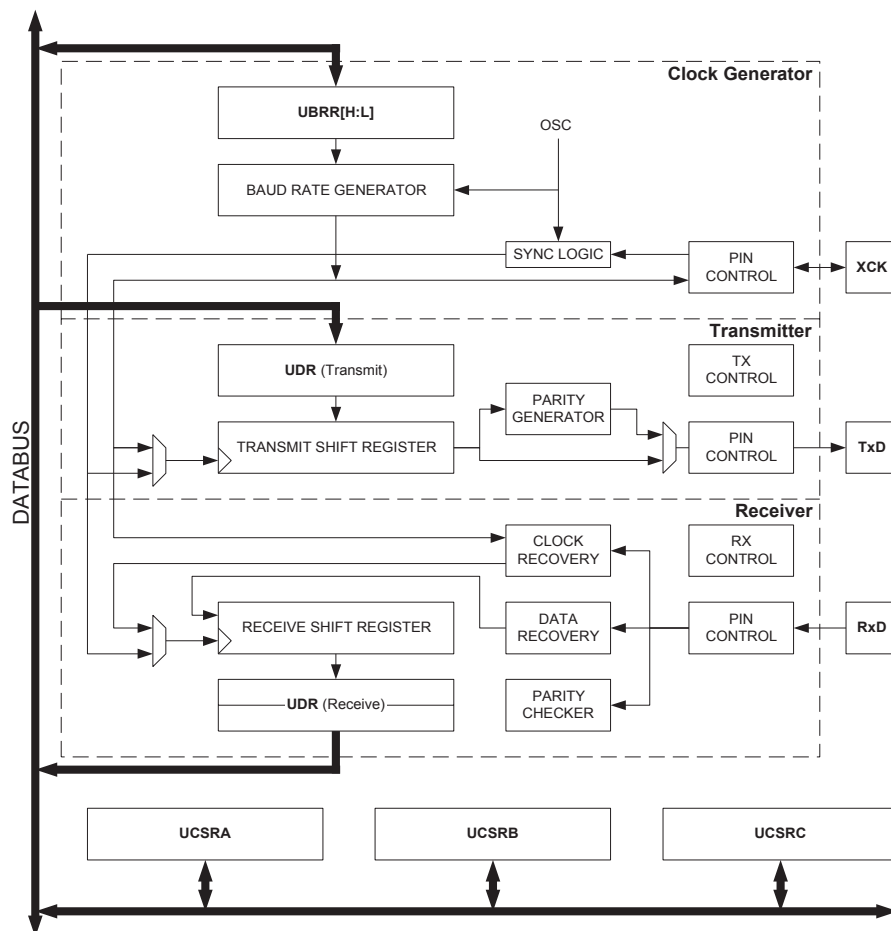 Clock Generator
UBRR[H:L]
OSC
BAUD RATE GENERATOR
SYNC LOGIC
PIN
CONTROL
XCK
Transmitter
UDR (Transmit)
TX
CONTROL
PARITY
GENERATOR
TRANSMIT SHIFT REGISTER
PIN
CONTROL
TxD
DATABUS
Receiver
CLOCK
RECOVERY
RX
CONTROL
RECEIVE SHIFT REGISTER
DATA
RECOVERY
PIN
CONTROL
RxD
UDR (Receive)
PARITY
CHECKER
UCSRA
UCSRB
UCSRC